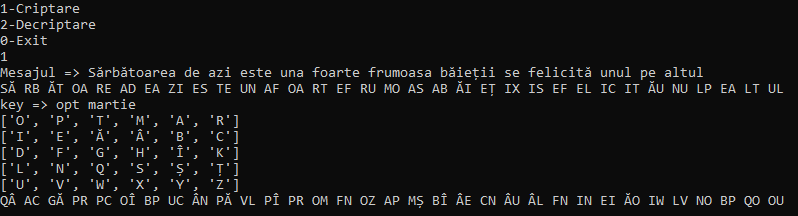 1-Criptare
2-Decriptare
0-Exit
1
Mesajul => Sărbătoarea de azi este una foarte frumoasa băieții se felicită unul pe altul
SĂ RB ĂT OA RE AD EA ZI ES TE UN AF OA RT EF RU MO AS AB ĂI EȚ IX IS EF EL IC IT ĂU NU LP EA LT UL
key => opt martie
['O', 'P', 'T', 'M', 'A', 'R']
['I', 'E', 'Ă', 'Â', 'B', 'C']
['D', 'F', 'G', 'H', 'Î', 'K']
['L', 'N', 'Q', 'S', 'Ș', 'Ț']
['U', 'V', 'W', 'X', 'Y', 'Z']
QÂ AC GĂ PR PC OÎ BP UC ÂN PĂ VL PÎ PR OM FN OZ AP MȘ BÎ ÂE CN ÂU ÂL FN IN EI ĂO IW LV NO BP QO OU